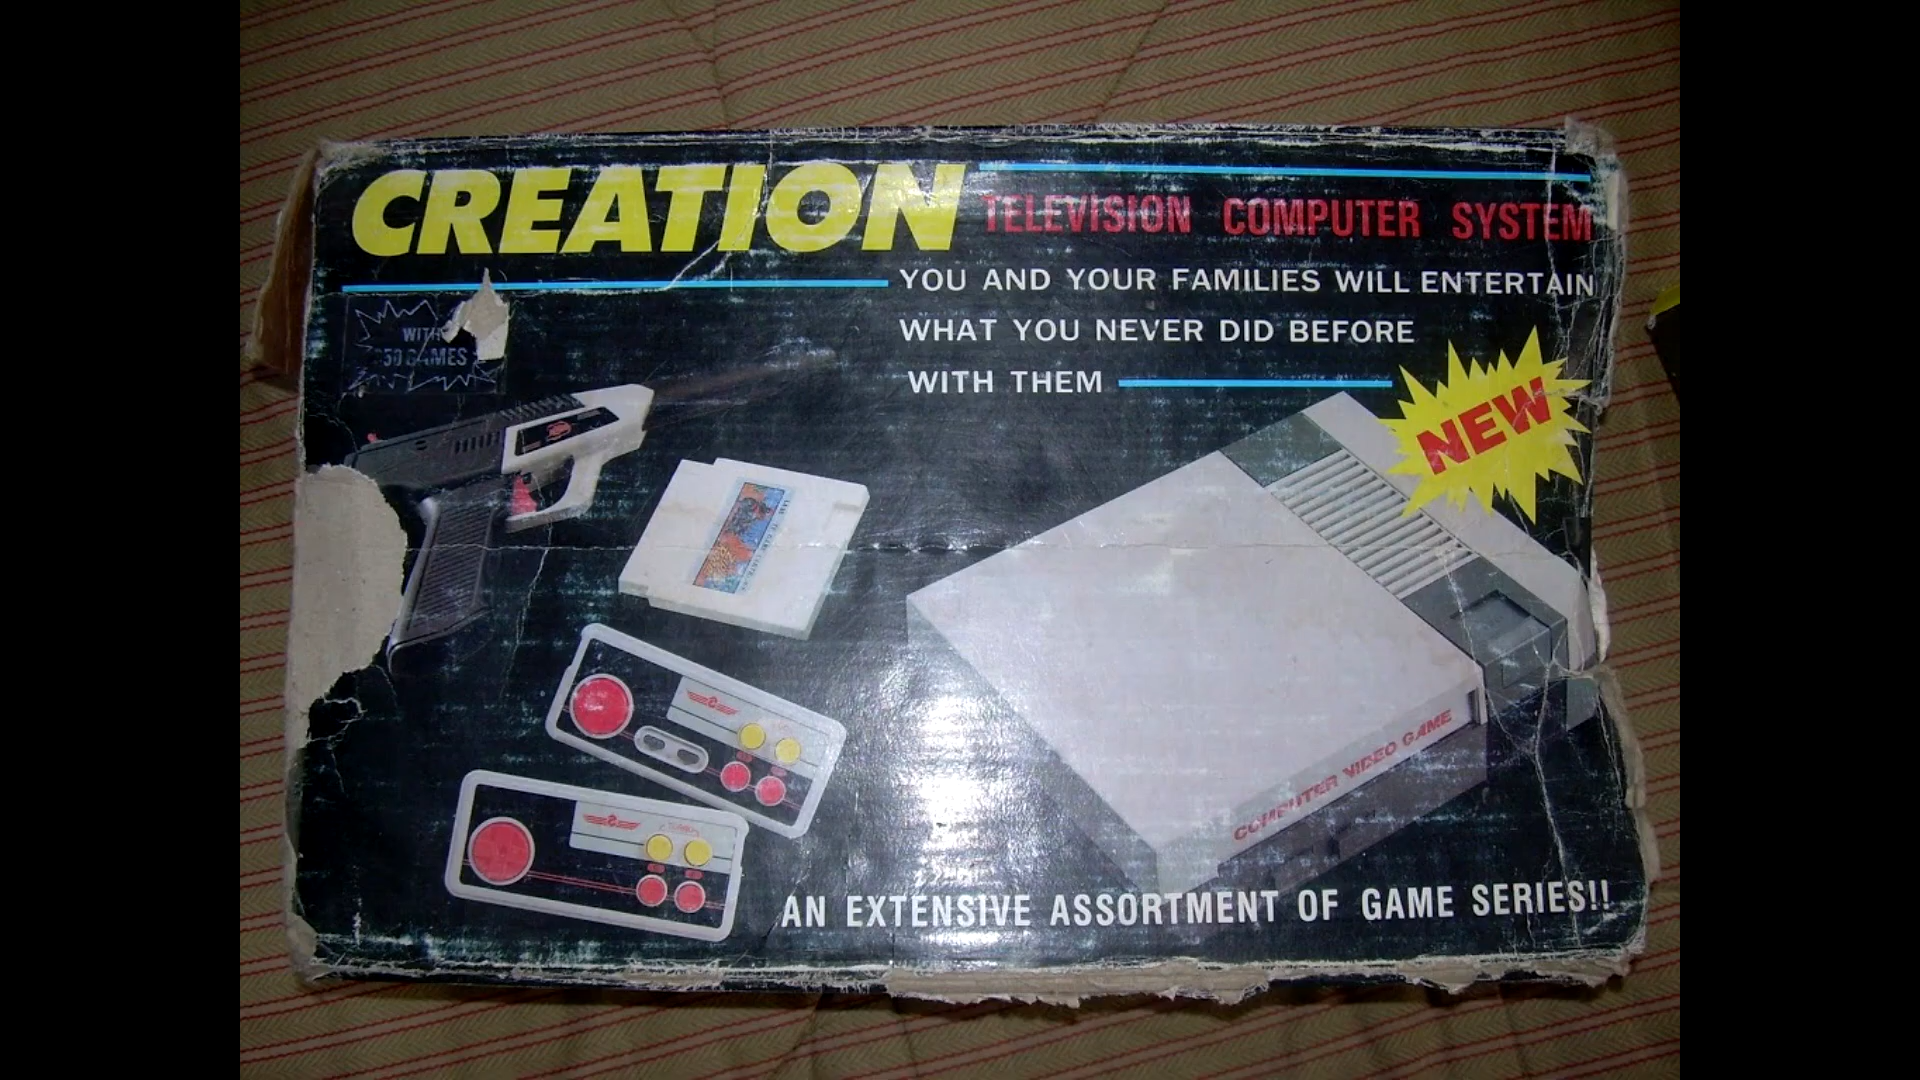 CREATION
TELEVISION COMPUTER SYSTEM
YOU AND YOUR FAMILIES WILL ENTERTAIN
WHAT YOU NEVER DID BEFORE
WITH THEM
WITH
GAMES
NEW
COMPUTER VIDEO GAME
AN EXTENSIVE ASSORTMENT OF GAME SERIES!!